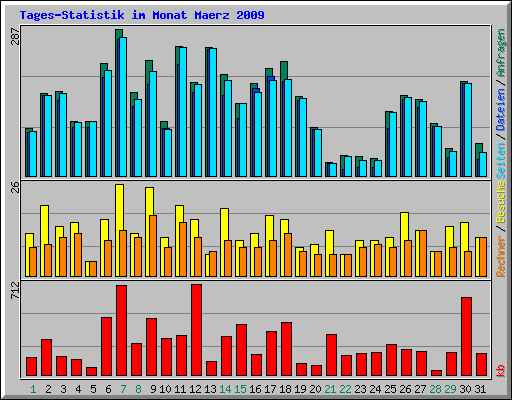 Tages-Statistik im Monat Maerz 2009
287
26
712
Rechner / Besuche Seiten / Dateien / Anfragen
kb
1 2 3 4 5 6 7 8 9 10 11 12 13 14 15 16 17 18 19 20 21 22 23 24 25 26 27 28 29 30 31